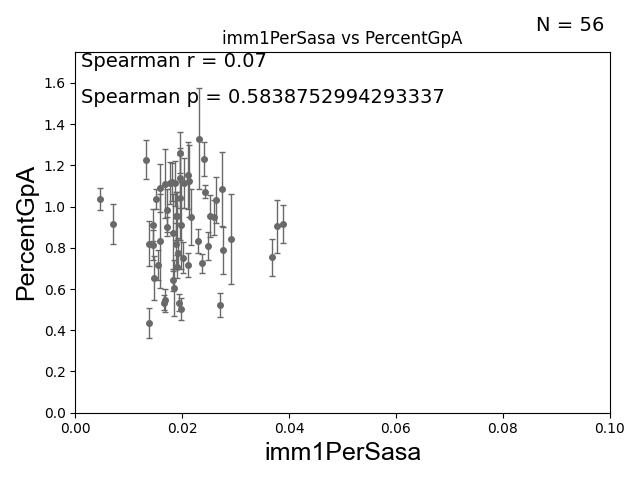 N = 56
imm1PerSasa vs PercentGpA
Spearman r = 0.07
Spearman p = 0.5838752994293337
PercentGpA
1.6
1.4
1.2
1.0
0.8
0.6
0.4
0.2
0.0
0.00 0.02 0.04 0.06 0.08 0.10
imm1PerSasa